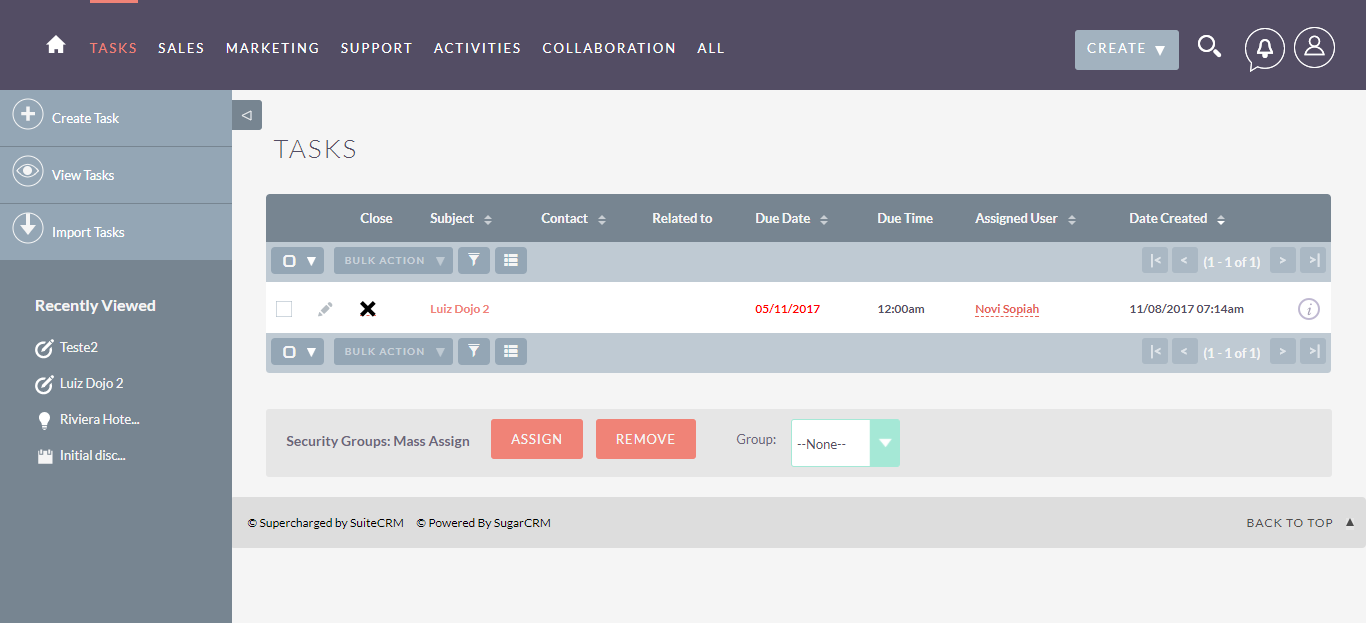 TASKS SALES MARKETING SUPPORT ACTIVITIES COLLABORATION ALL CREATE
Create Task
View Tasks
Import Tasks
Recently Viewed
Teste2
Luiz Dojo 2
Riviera Hote...
Initial disc...
TASKS
Close Subject Contact Related to Due Date Due Time Assigned User Date Created
BULK ACTION (1 - 1 of 1)
Luiz Dojo 2 05/11/2017 12:00am Novi Sopiah 11/08/2017 07:14am
BULK ACTION (1 - 1 of 1)
Security Groups: Mass Assign ASSIGN REMOVE Group: --None--
© Supercharged by SuiteCRM © Powered By SugarCRM BACK TO TOP